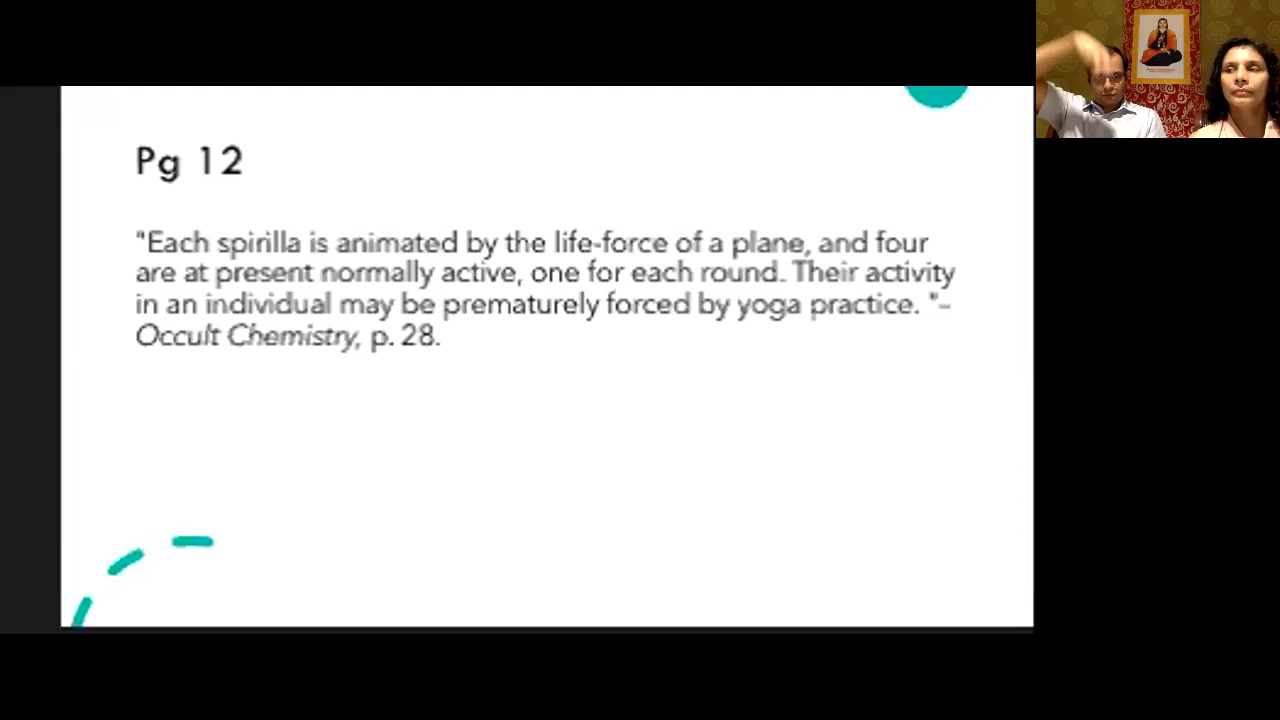 Pg 12
"Each spirilla is animated by the life-force of a plane, and four
are at present normally active, one for each round. Their activity
in an individual may be prematurely forced by yoga practice. "–
Occult Chemistry, p. 28.